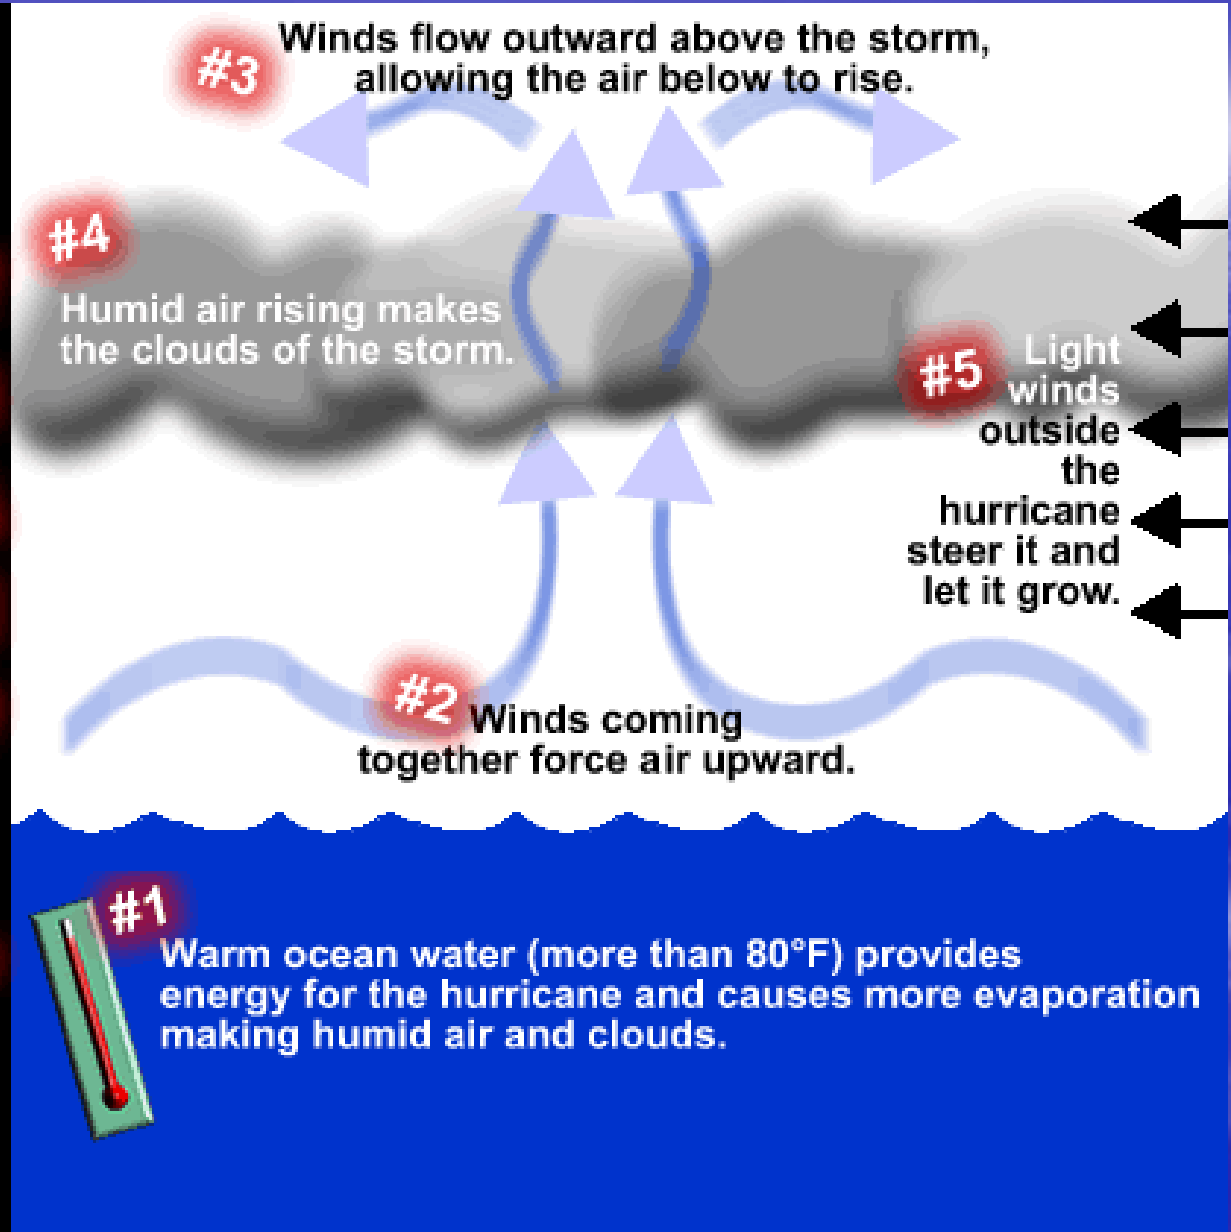 #3
Winds flow outward above the storm,
allowing the air below to rise.
#4
Humid air rising makes
the clouds of the storm.
#5
Light
winds
outside
the
hurricane
steer it and
let it grow.
#2
Winds coming
together force air upward.
#1
Warm ocean water (more than 80°F) provides
energy for the hurricane and causes more evaporation
making humid air and clouds.